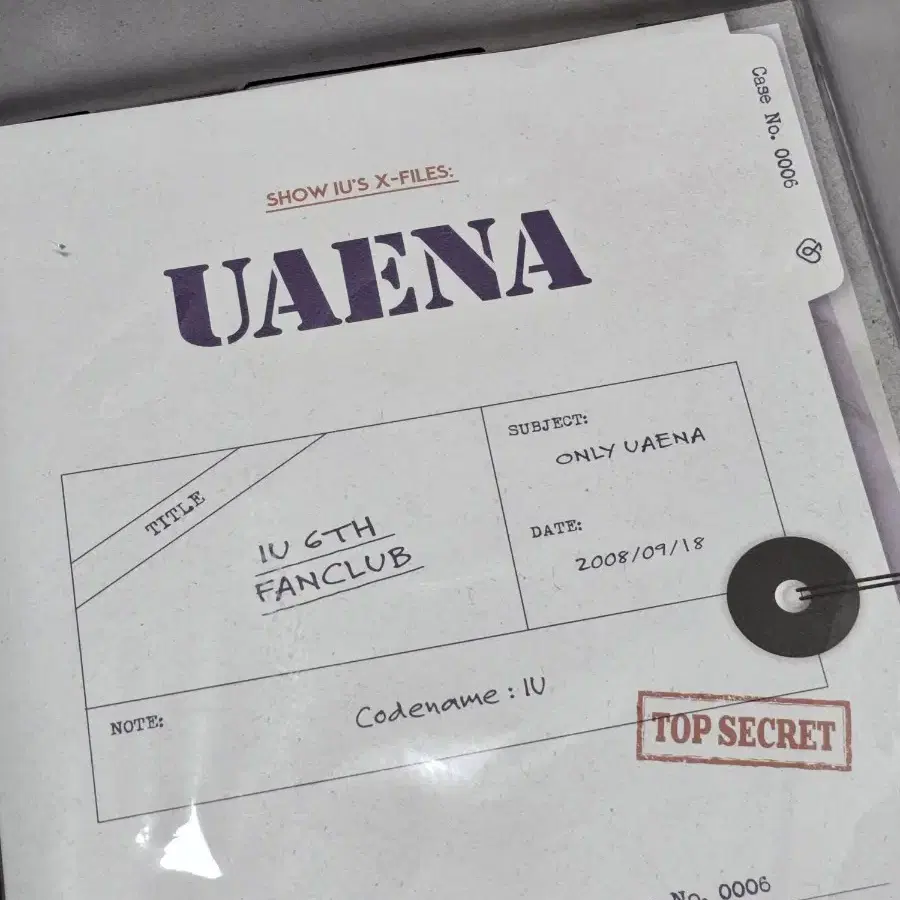 Case No. 0006
SHOW IU'S X-FILES:
UAENA
TITLE
IU 6TH
FANCLUB
SUBJECT:
ONLY UAENA
DATE:
2008/09/18
NOTE:
Codename : IU
TOP SECRET
No. 0006